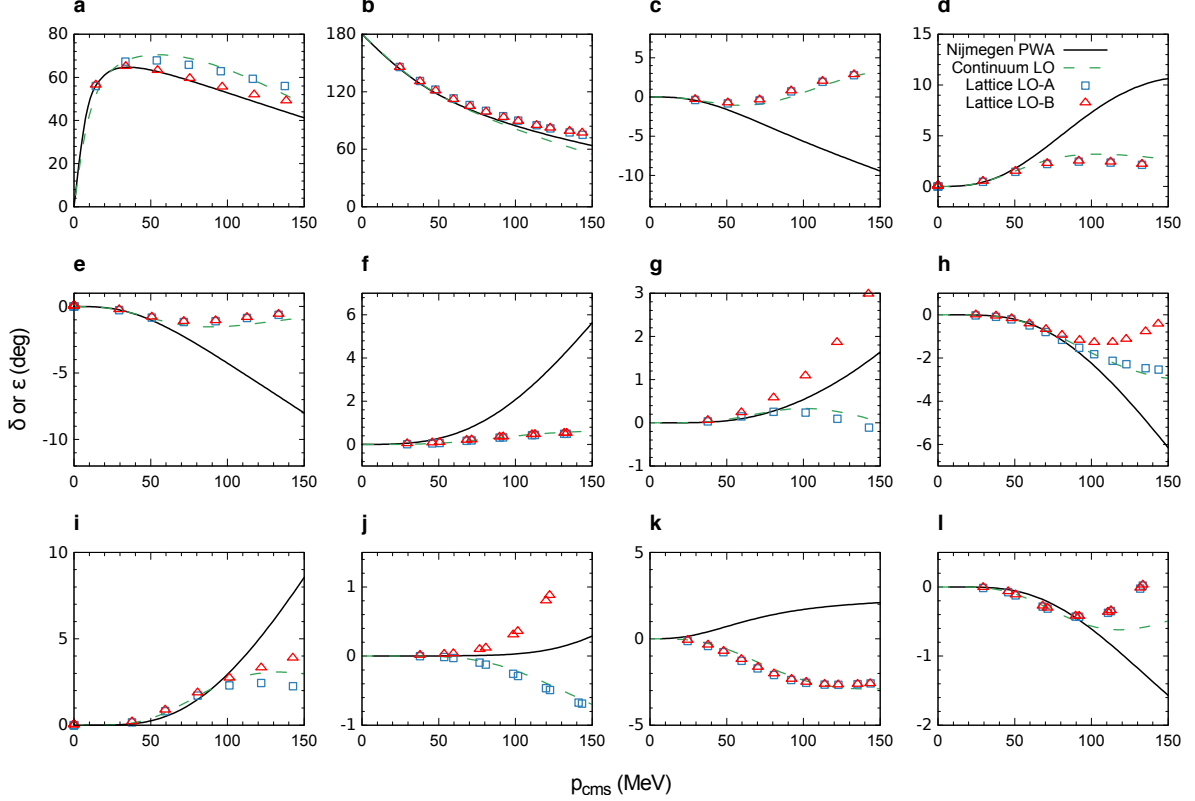 a
b
c
d
80
60
40
20
0
0 50 100 150
180
120
60
0
0 50 100 150
5
0
-5
-10
0 50 100 150
Nijmegen PWA
Continuum LO
Lattice LO-A
Lattice LO-B
15
10
5
0
0 50 100 150
e
f
g
h
0
-5
-10
0 50 100 150
6
4
2
0
0 50 100 150
3
2
1
0
-1
0 50 100 150
0
-2
-4
-6
0 50 100 150
δ or ε (deg)
i
j
k
l
10
5
0
0 50 100 150
1
0
-1
0 50 100 150
5
0
-5
0 50 100 150
0
-1
-2
0 50 100 150
pcms (MeV)